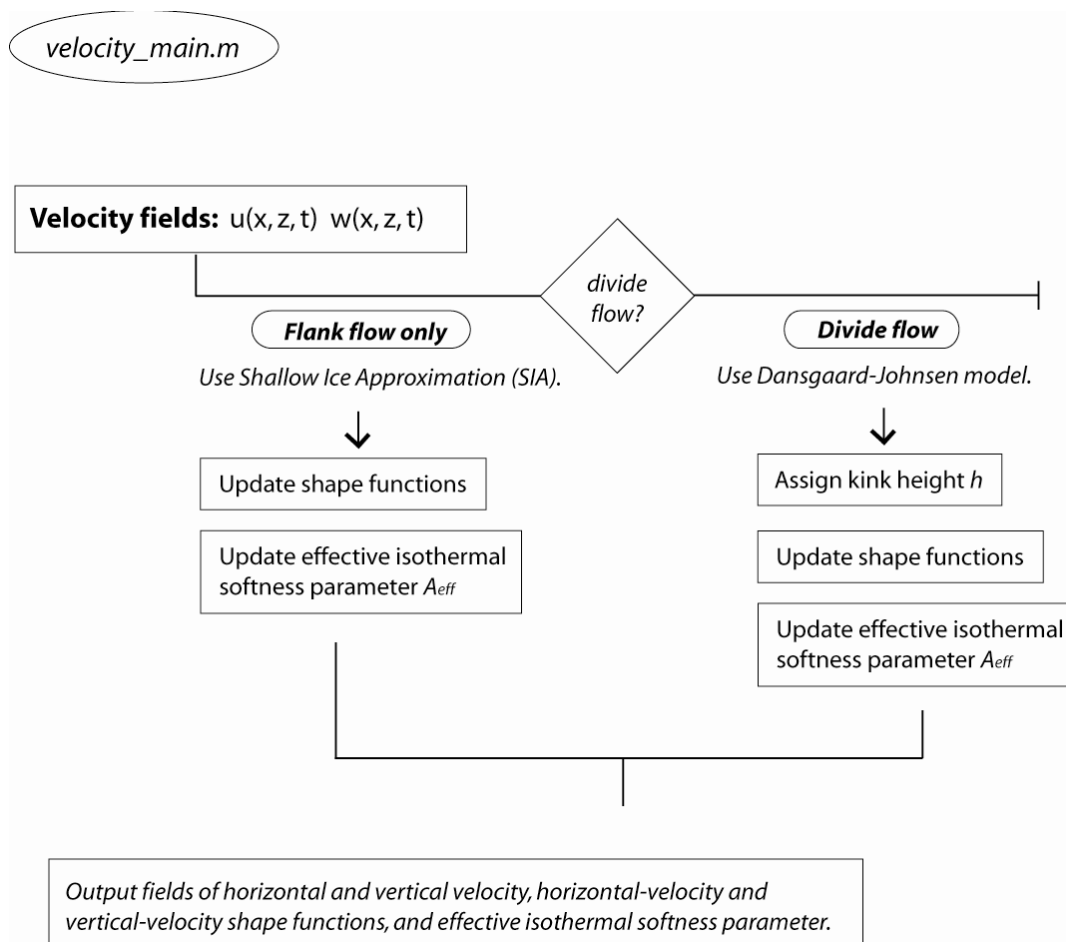 velocity_main.m
Velocity fields: u(x, z, t) w(x, z, t)
divide
flow?
Flank flow only
Use Shallow Ice Approximation (SIA).
Update shape functions
Update effective isothermal
softness parameter Aeff
Divide flow
Use Dansgaard-Johnsen model.
Assign kink height h
Update shape functions
Update effective isothermal
softness parameter Aeff
Output fields of horizontal and vertical velocity, horizontal-velocity and
vertical-velocity shape functions, and effective isothermal softness parameter.